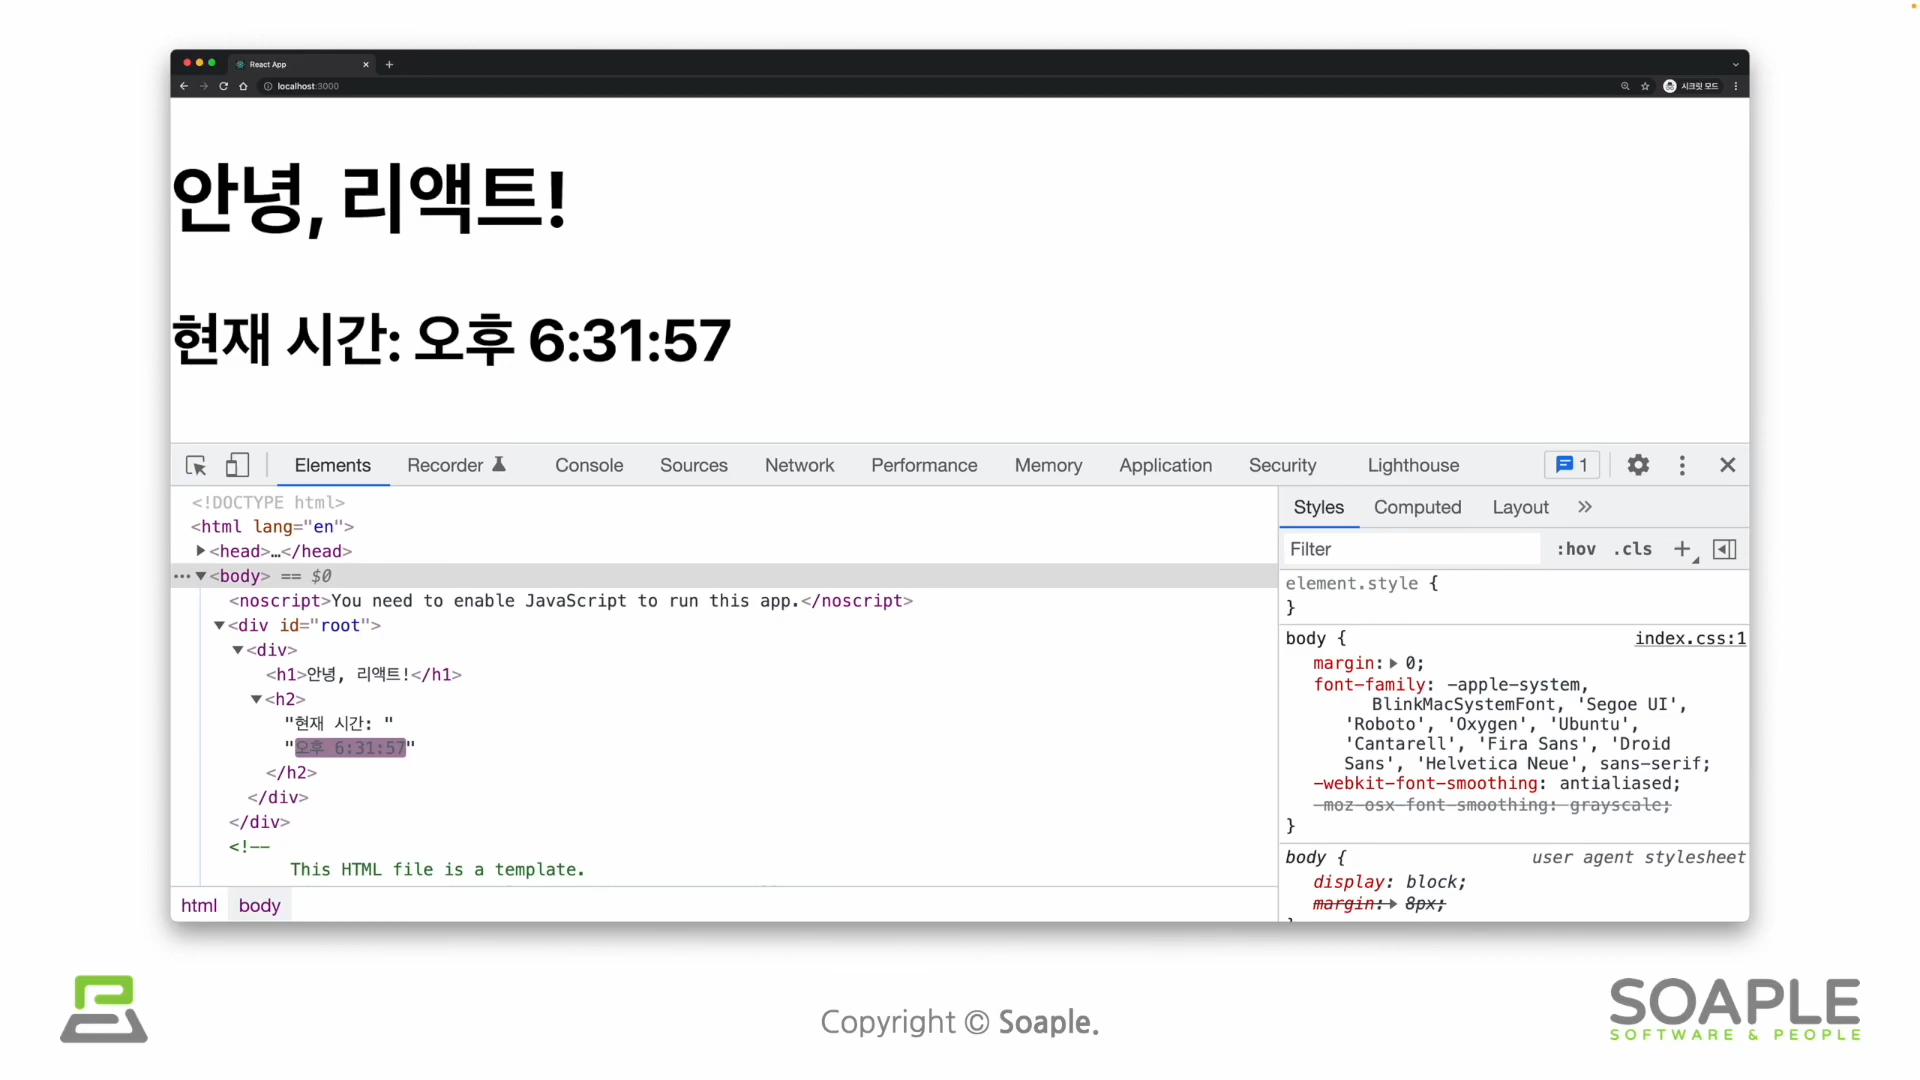 React App
localhost:3000
시크릿 모드
안녕, 리액트!
현재 시간: 오후 6:31:57
Elements Recorder Console Sources Network Performance Memory Application Security Lighthouse 1
<!DOCTYPE html>
<html lang="en">
<head>…</head>
<body> == $0
<noscript>You need to enable JavaScript to run this app.</noscript>
<div id="root">
<div>
<h1>안녕, 리액트!</h1>
<h2>
"현재 시간: "
"오후 6:31:57"
</h2>
</div>
</div>
<!--
This HTML file is a template.
html body
Styles Computed Layout
Filter :hov .cls
element.style {
}
body { index.css:1
margin: 0;
font-family: -apple-system,
BlinkMacSystemFont, 'Segoe UI',
'Roboto', 'Oxygen', 'Ubuntu',
'Cantarell', 'Fira Sans', 'Droid
Sans', 'Helvetica Neue', sans-serif;
-webkit-font-smoothing: antialiased;
-moz-osx-font-smoothing: grayscale;
}
body { user agent stylesheet
display: block;
margin: 8px;
Copyright © Soaple.
SOAPLE
SOFTWARE & PEOPLE